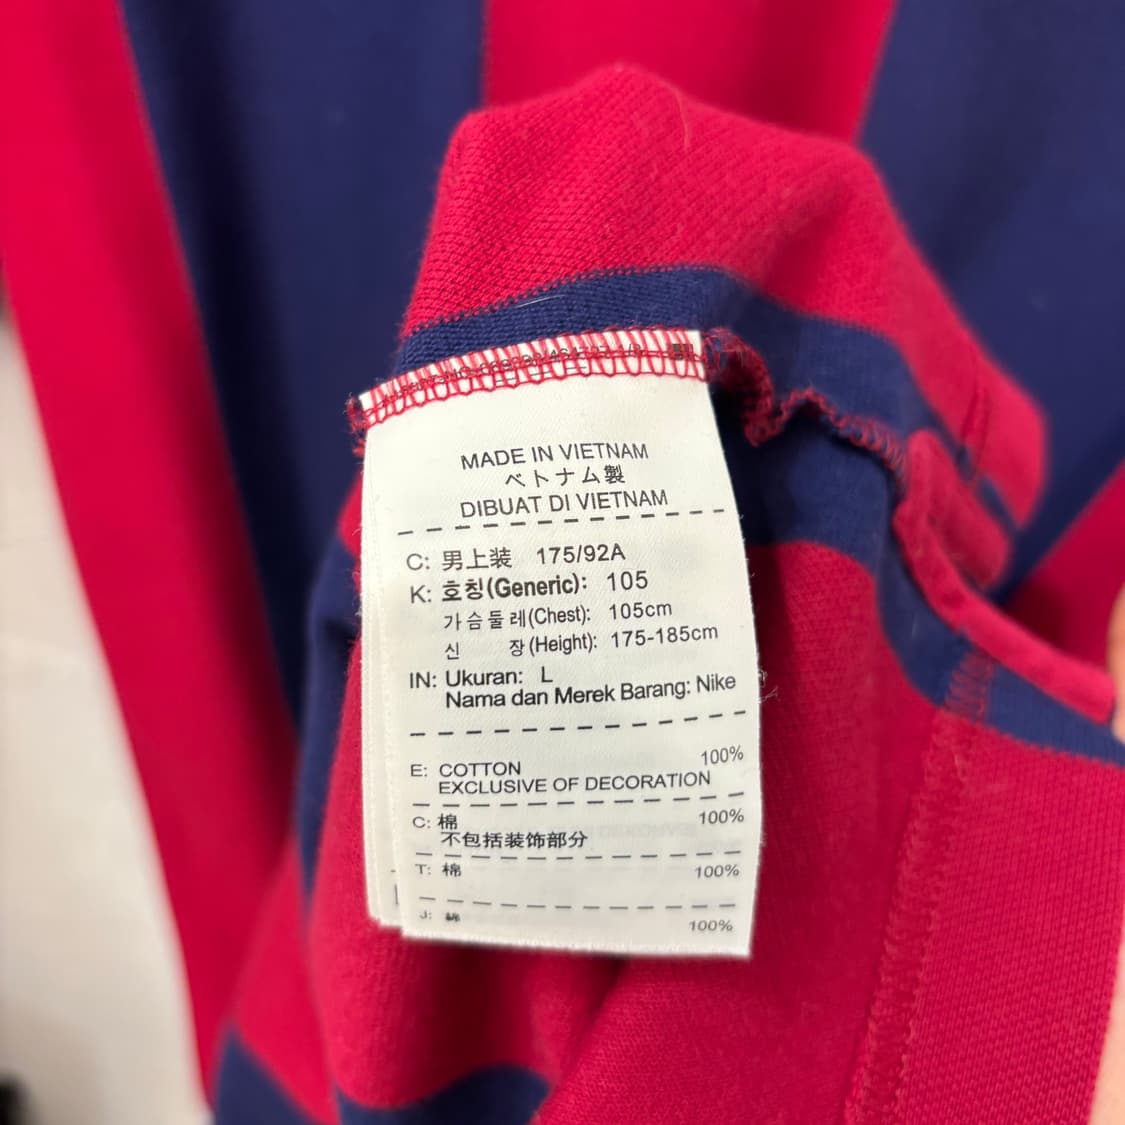 MADE IN VIETNAM
ベトナム製
DIBUAT DI VIETNAM
C: 男上装 175/92A
K: 호칭(Generic): 105
가슴둘레(Chest): 105cm
신 장(Height): 175-185cm
IN: Ukuran: L
Nama dan Merek Barang: Nike
E: COTTON 100%
EXCLUSIVE OF DECORATION
C: 棉 100%
不包括装饰部分
T: 棉 100%
J: 綿 100%